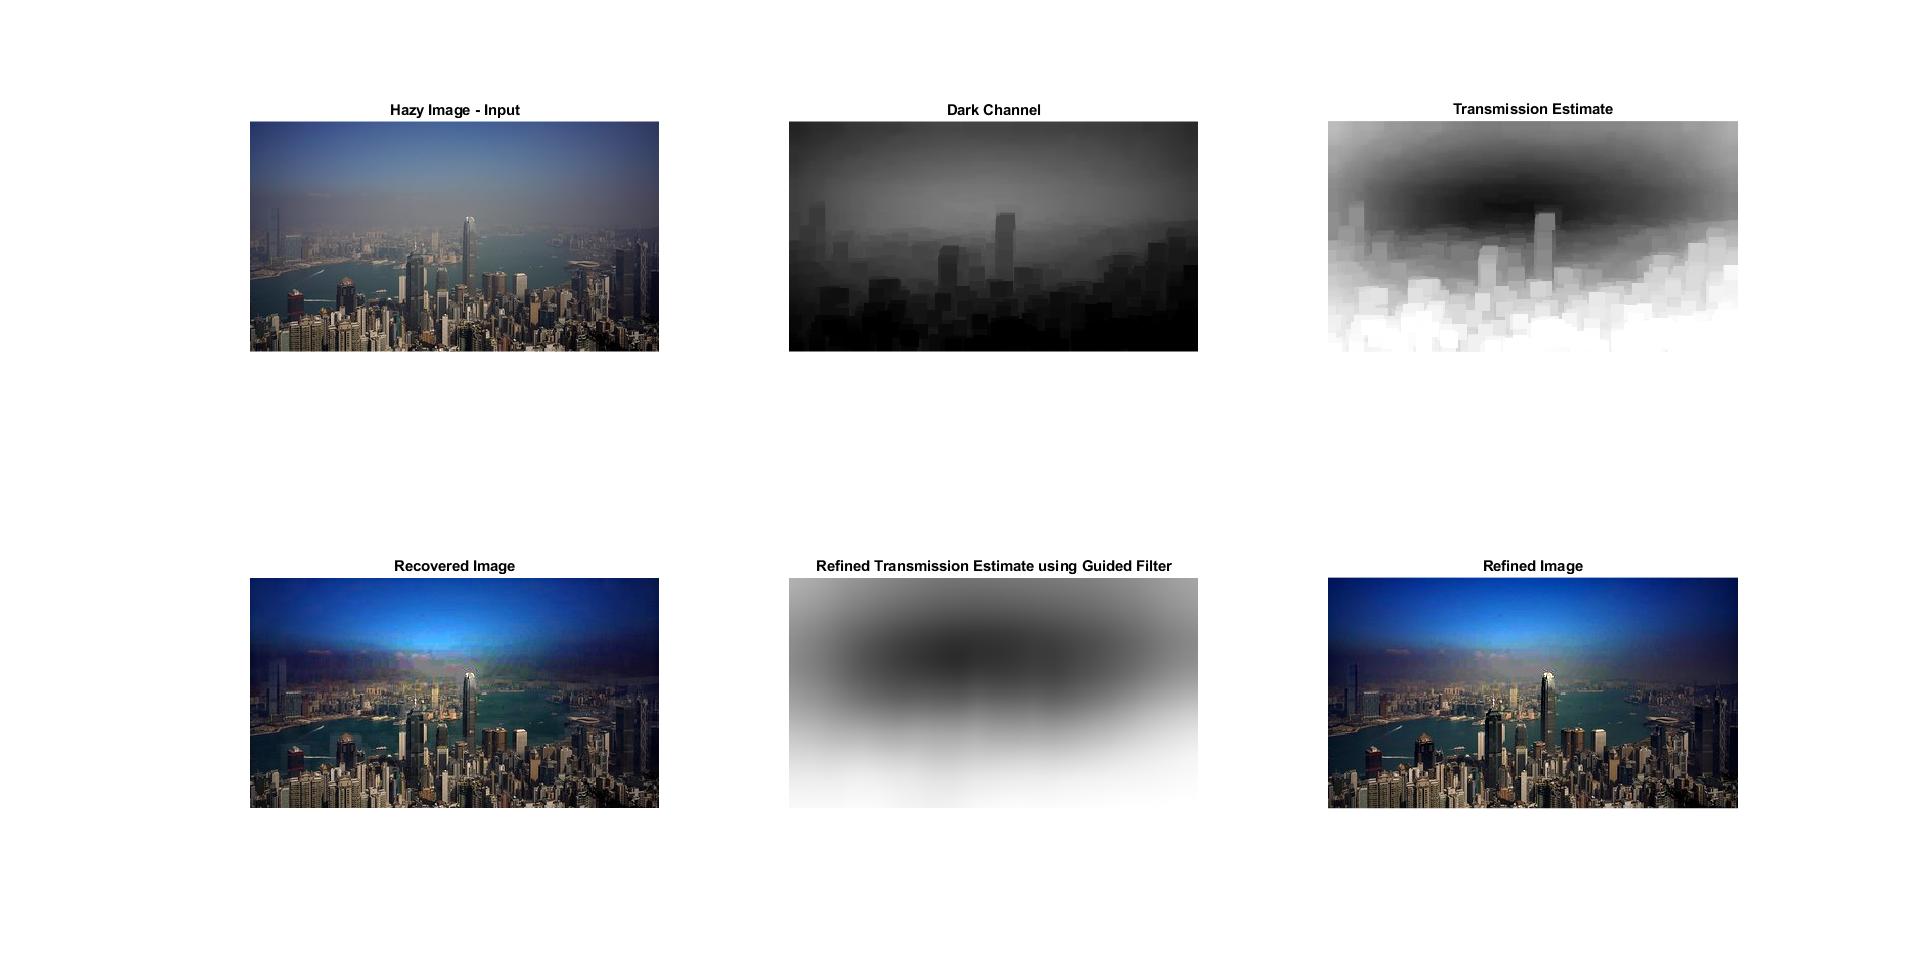 Hazy Image - Input
Dark Channel
Transmission Estimate
Recovered Image
Refined Transmission Estimate using Guided Filter
Refined Image